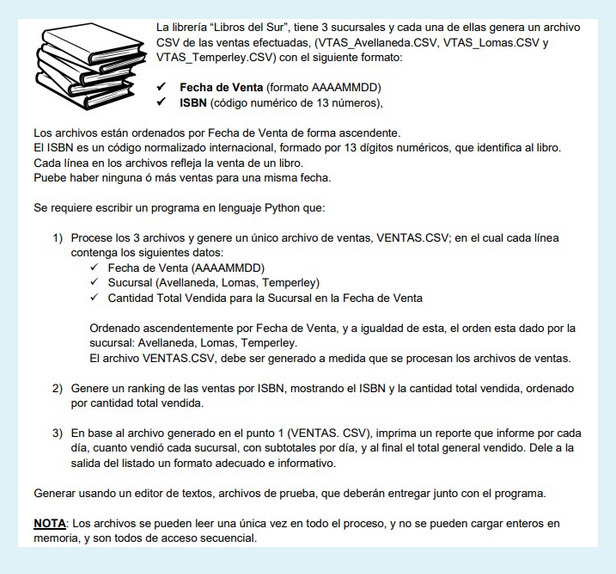 La librería “Libros del Sur”, tiene 3 sucursales y cada una de ellas genera un archivo
CSV de las ventas efectuadas, (VTAS_Avellaneda.CSV, VTAS_Lomas.CSV y
VTAS_Temperley.CSV) con el siguiente formato:
✓ Fecha de Venta (formato AAAAMMDD)
✓ ISBN (código numérico de 13 números),
Los archivos están ordenados por Fecha de Venta de forma ascendente.
El ISBN es un código normalizado internacional, formado por 13 dígitos numéricos, que identifica al libro.
Cada línea en los archivos refleja la venta de un libro.
Puebe haber ninguna ó más ventas para una misma fecha.
Se requiere escribir un programa en lenguaje Python que:
1) Procese los 3 archivos y genere un único archivo de ventas, VENTAS.CSV; en el cual cada línea
contenga los siguientes datos:
✓ Fecha de Venta (AAAAMMDD)
✓ Sucursal (Avellaneda, Lomas, Temperley)
✓ Cantidad Total Vendida para la Sucursal en la Fecha de Venta
Ordenado ascendentemente por Fecha de Venta, y a igualdad de esta, el orden esta dado por la
sucursal: Avellaneda, Lomas, Temperley.
El archivo VENTAS.CSV, debe ser generado a medida que se procesan los archivos de ventas.
2) Genere un ranking de las ventas por ISBN, mostrando el ISBN y la cantidad total vendida, ordenado
por cantidad total vendida.
3) En base al archivo generado en el punto 1 (VENTAS. CSV), imprima un reporte que informe por cada
día, cuanto vendió cada sucursal, con subtotales por día, y al final el total general vendido. Dele a la
salida del listado un formato adecuado e informativo.
Generar usando un editor de textos, archivos de prueba, que deberán entregar junto con el programa.
NOTA: Los archivos se pueden leer una única vez en todo el proceso, y no se pueden cargar enteros en
memoria, y son todos de acceso secuencial.